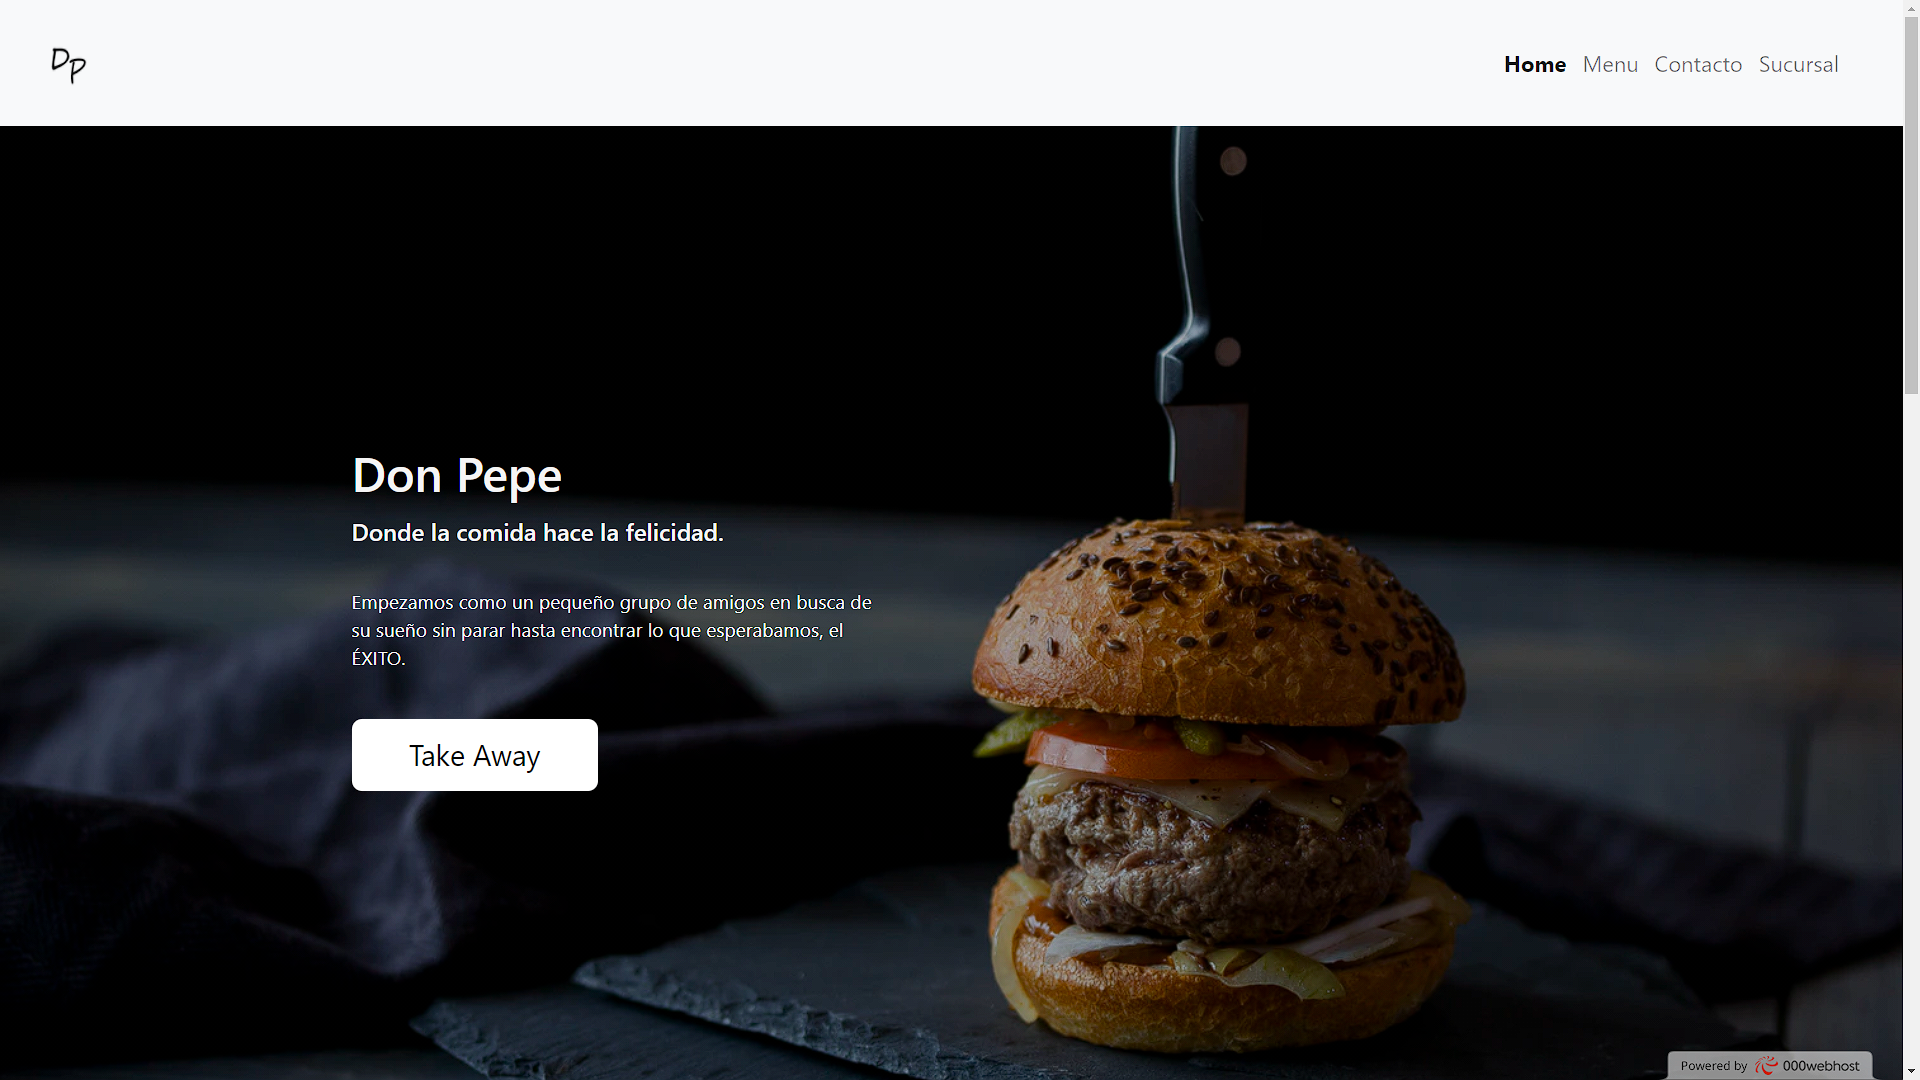 DP
Home Menu Contacto Sucursal
Don Pepe
Donde la comida hace la felicidad.
Empezamos como un pequeño grupo de amigos en busca de
su sueño sin parar hasta encontrar lo que esperabamos, el
ÉXITO.
Take Away
Powered by 000webhost